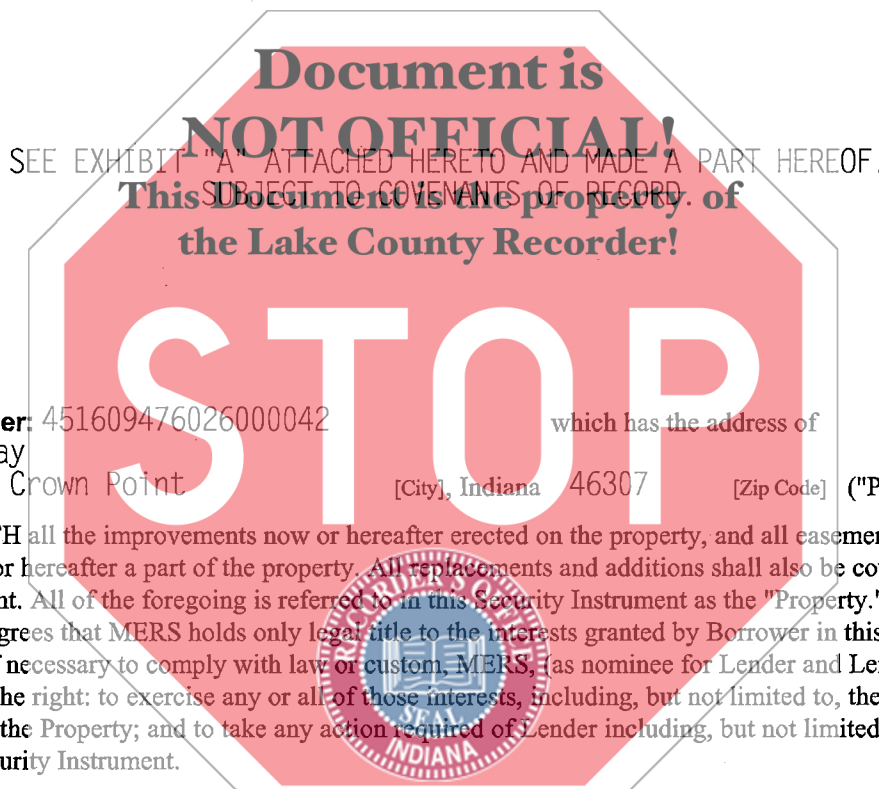 Document is
NOT OFFICIAL!
SEE EXHIBIT "A" ATTACHED HERETO AND MADE A PART HEREOF.
This Document is the property of
SUBJECT TO COVENANTS OF RECORD.
the Lake County Recorder!
STOP
er: 451609476026000042 which has the address of
ay
Crown Point [City], Indiana 46307 [Zip Code] ("P
TH all the improvements now or hereafter erected on the property, and all easemen
or hereafter a part of the property. All replacements and additions shall also be cov
nt. All of the foregoing is referred to in this Security Instrument as the "Property."
grees that MERS holds only legal title to the interests granted by Borrower in this
f necessary to comply with law or custom, MERS, (as nominee for Lender and Len
he right: to exercise any or all of those interests, including, but not limited to, the
the Property; and to take any action required of Lender including, but not limited
urity Instrument.
RECORDER'S OFFICE
SEAL
INDIANA